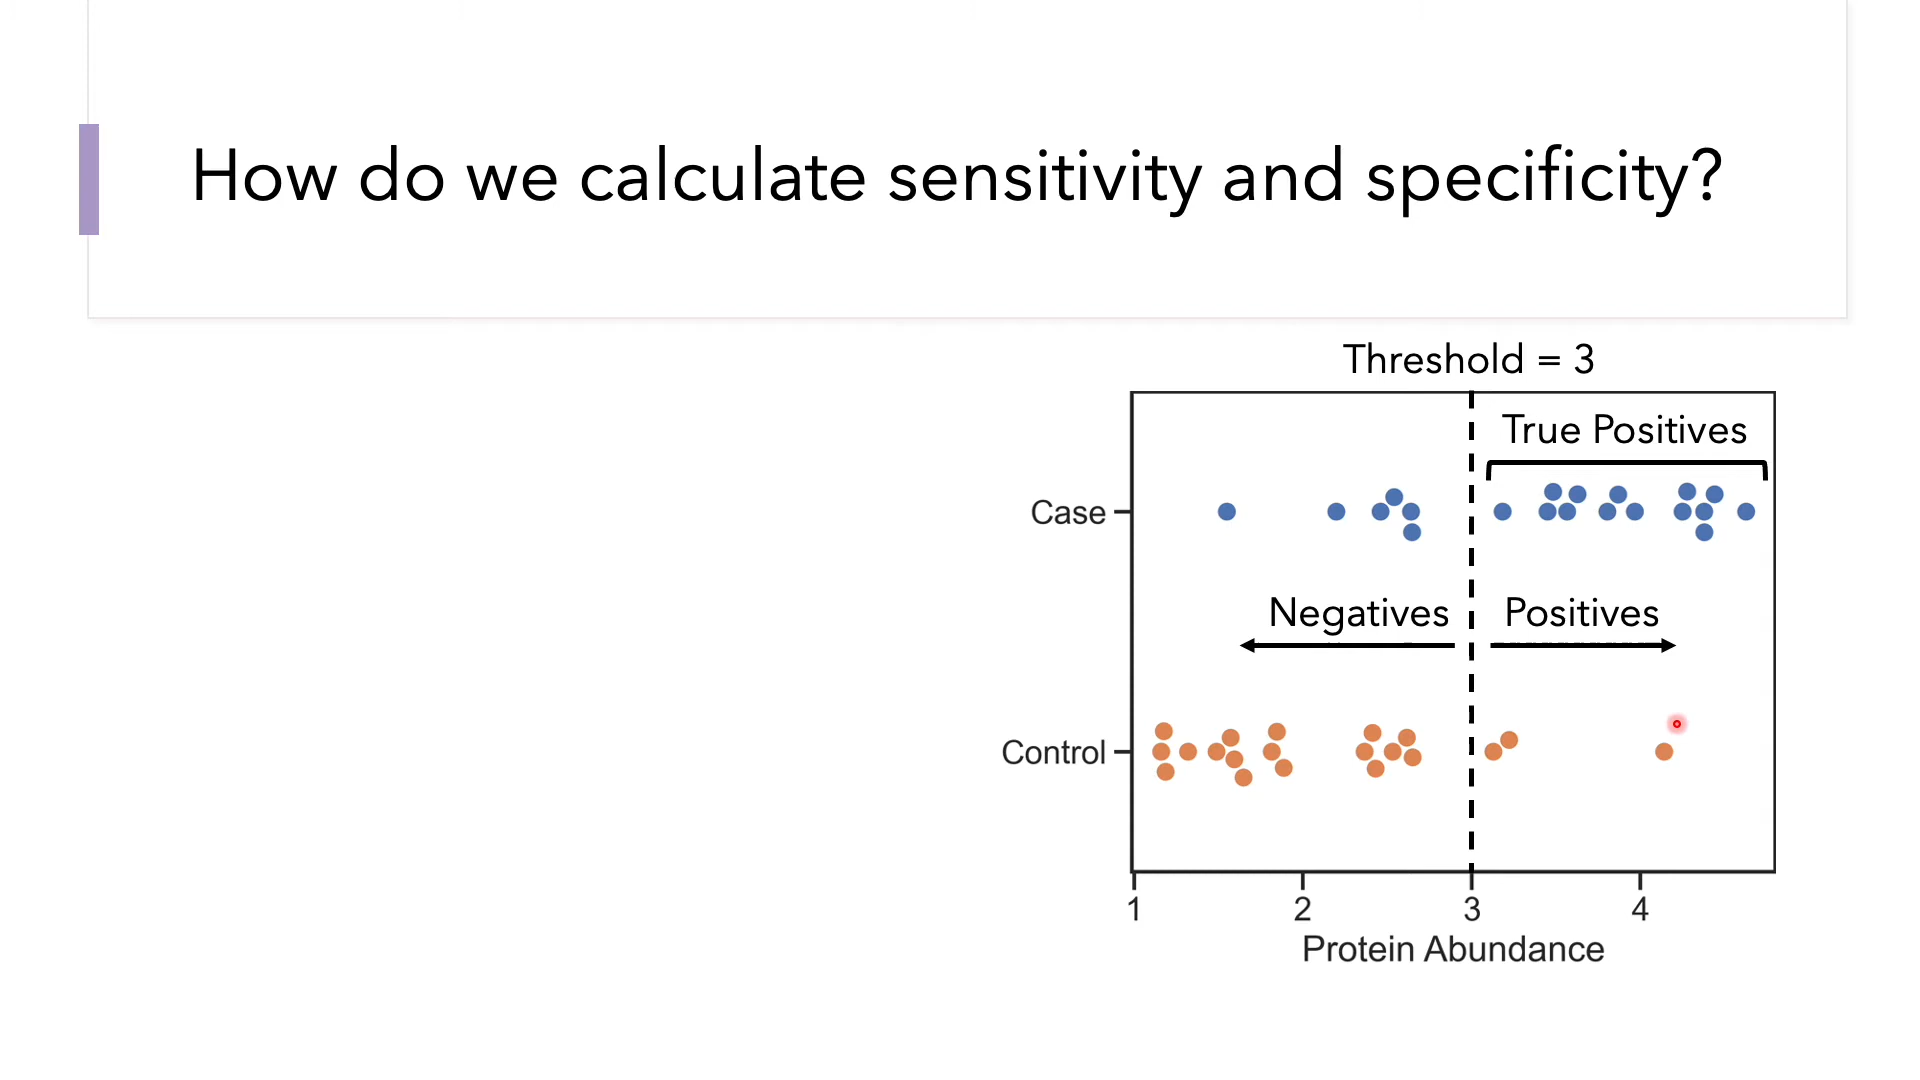 How do we calculate sensitivity and specificity?
Threshold = 3
True Positives
Case
Negatives
Positives
Control
1
2
3
4
Protein Abundance